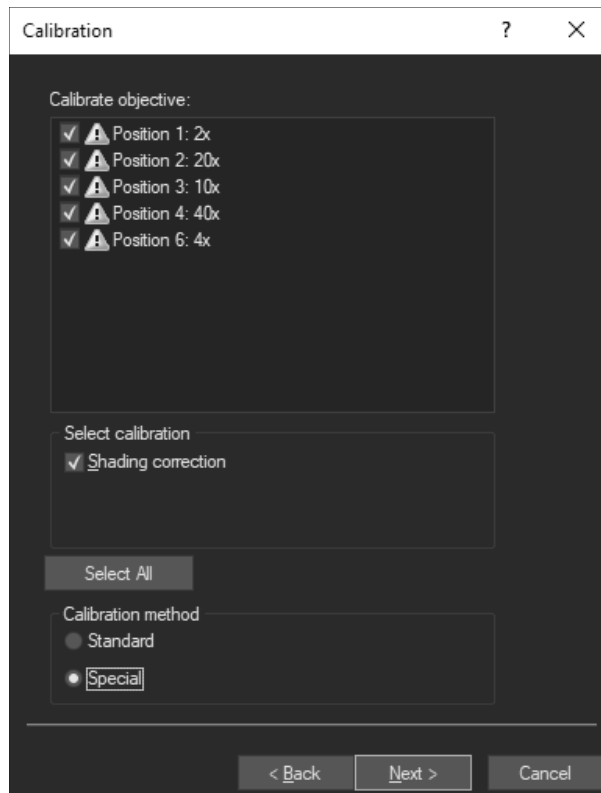 Calibration ?
Calibrate objective:
Position 1: 2x
Position 2: 20x
Position 3: 10x
Position 4: 40x
Position 6: 4x
Select calibration
Shading correction
Select All
Calibration method
Standard
Special
< Back Next > Cancel